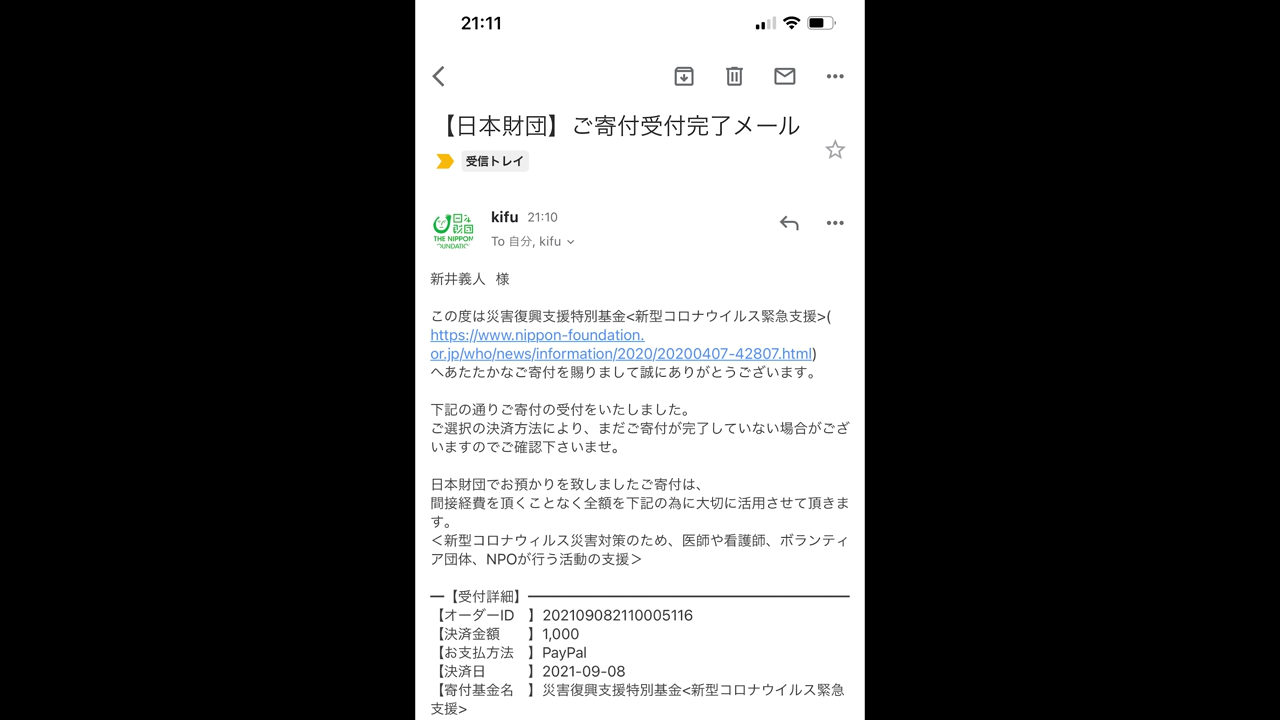 21:11
【日本財団】ご寄付受付完了メール
受信トレイ
日本財団
THE NIPPON
FOUNDATION
kifu 21:10
To 自分, kifu
新井義人 様
この度は災害復興支援特別基金<新型コロナウイルス緊急支援>(
https://www.nippon-foundation.
or.jp/who/news/information/2020/20200407-42807.html)
へあたたかなご寄付を賜りまして誠にありがとうございます。
下記の通りご寄付の受付をいたしました。
ご選択の決済方法により、まだご寄付が完了していない場合がござ
いますのでご確認下さいませ。
日本財団でお預かりを致しましたご寄付は、
間接経費を頂くことなく全額を下記の為に大切に活用させて頂きま
す。
＜新型コロナウィルス災害対策のため、医師や看護師、ボランティ
ア団体、NPOが行う活動の支援＞
━【受付詳細】━━━━━━━━━━━━━━━━━━━━━━━
【オーダーID 】202109082110005116
【決済金額 】1,000
【お支払方法 】PayPal
【決済日 】2021-09-08
【寄付基金名 】災害復興支援特別基金<新型コロナウイルス緊急
支援>